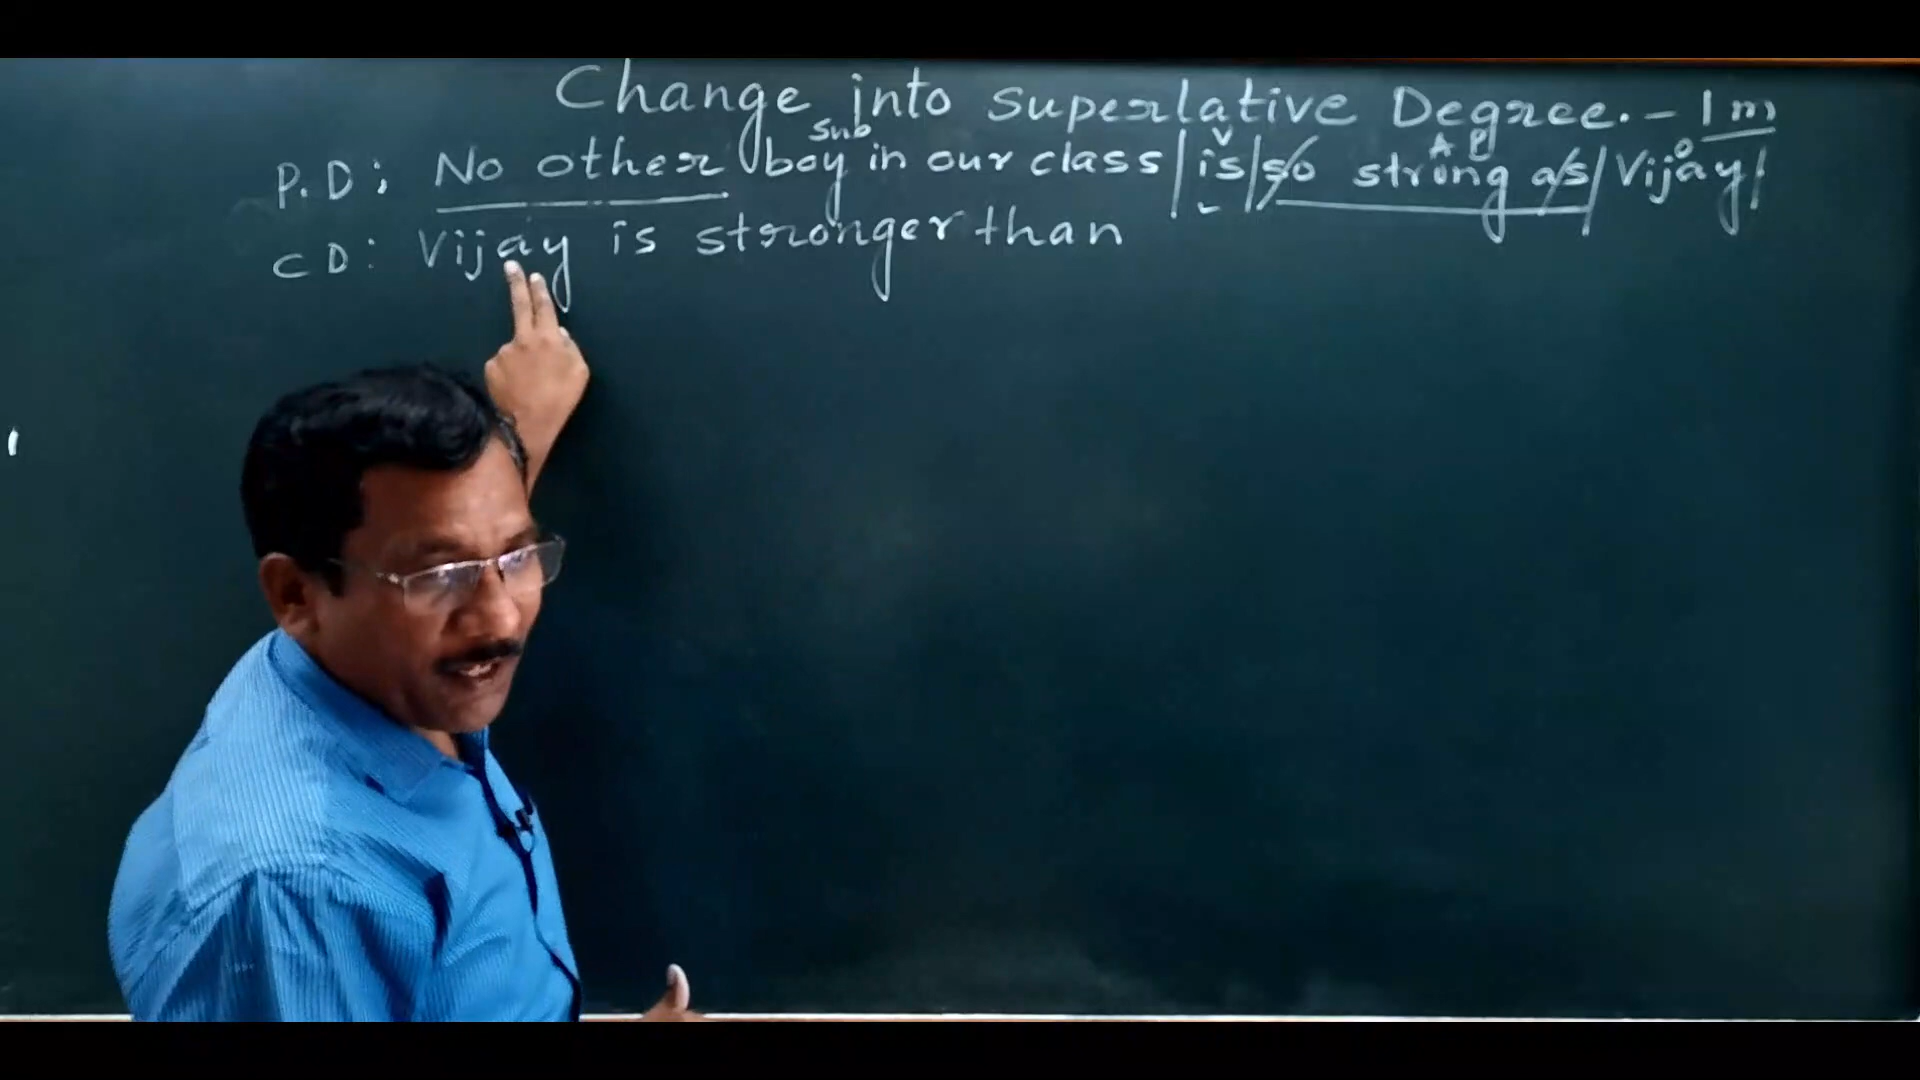 Change into Superlative Degree. - 1m
Sub V A P O
P.D: No other boy in our class | is | so strong as | Vijay |
CD: Vijay is stronger than